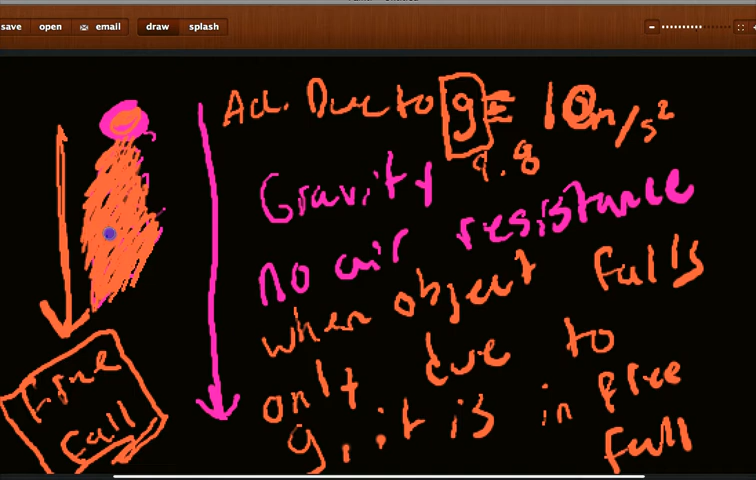 save open email draw splash
Acc. Due to g = 10 m/s²
9.8
Gravity
no air resistance
when object falls
only due to
g, it is in free
fall
Free
Fall